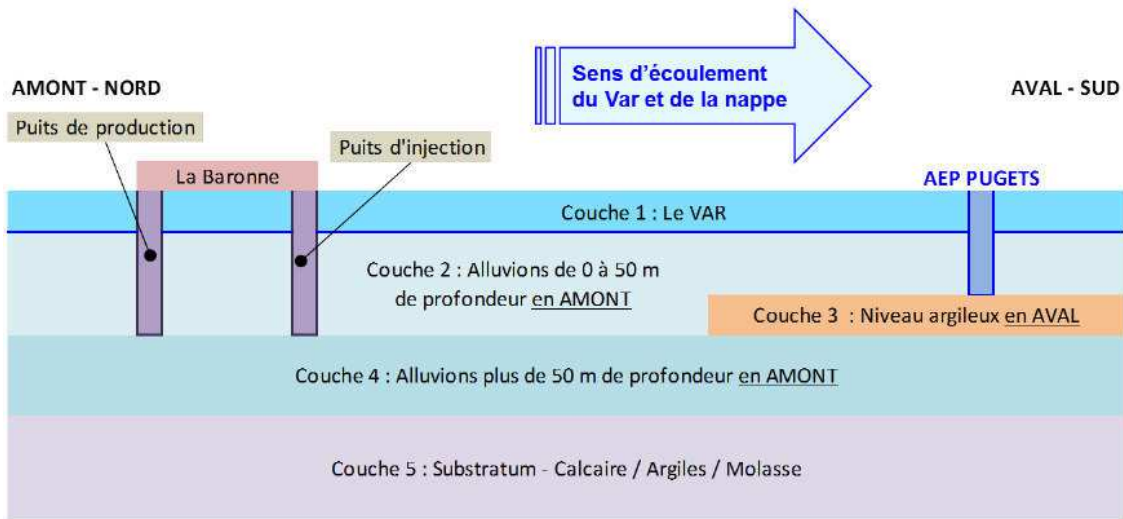 Sens d'écoulement
du Var et de la nappe
AMONT - NORD
AVAL - SUD
Puits de production
Puits d'injection
La Baronne
AEP PUGETS
Couche 1 : Le VAR
Couche 2 : Alluvions de 0 à 50 m
de profondeur en AMONT
Couche 3 : Niveau argileux en AVAL
Couche 4 : Alluvions plus de 50 m de profondeur en AMONT
Couche 5 : Substratum - Calcaire / Argiles / Molasse